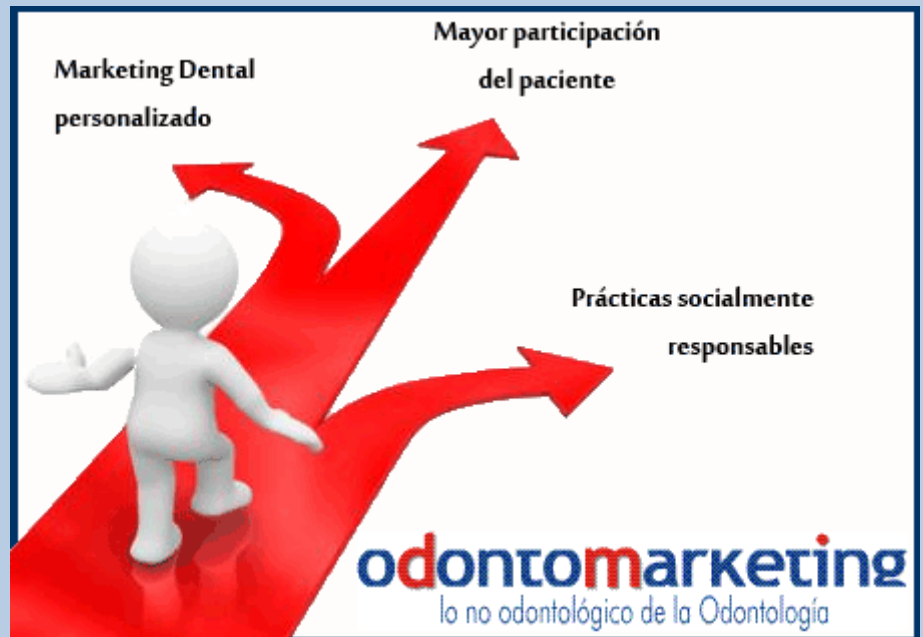 Mayor participación
del paciente
Marketing Dental
personalizado
Prácticas socialmente
responsables
odontomarketing
lo no odontológico de la Odontología